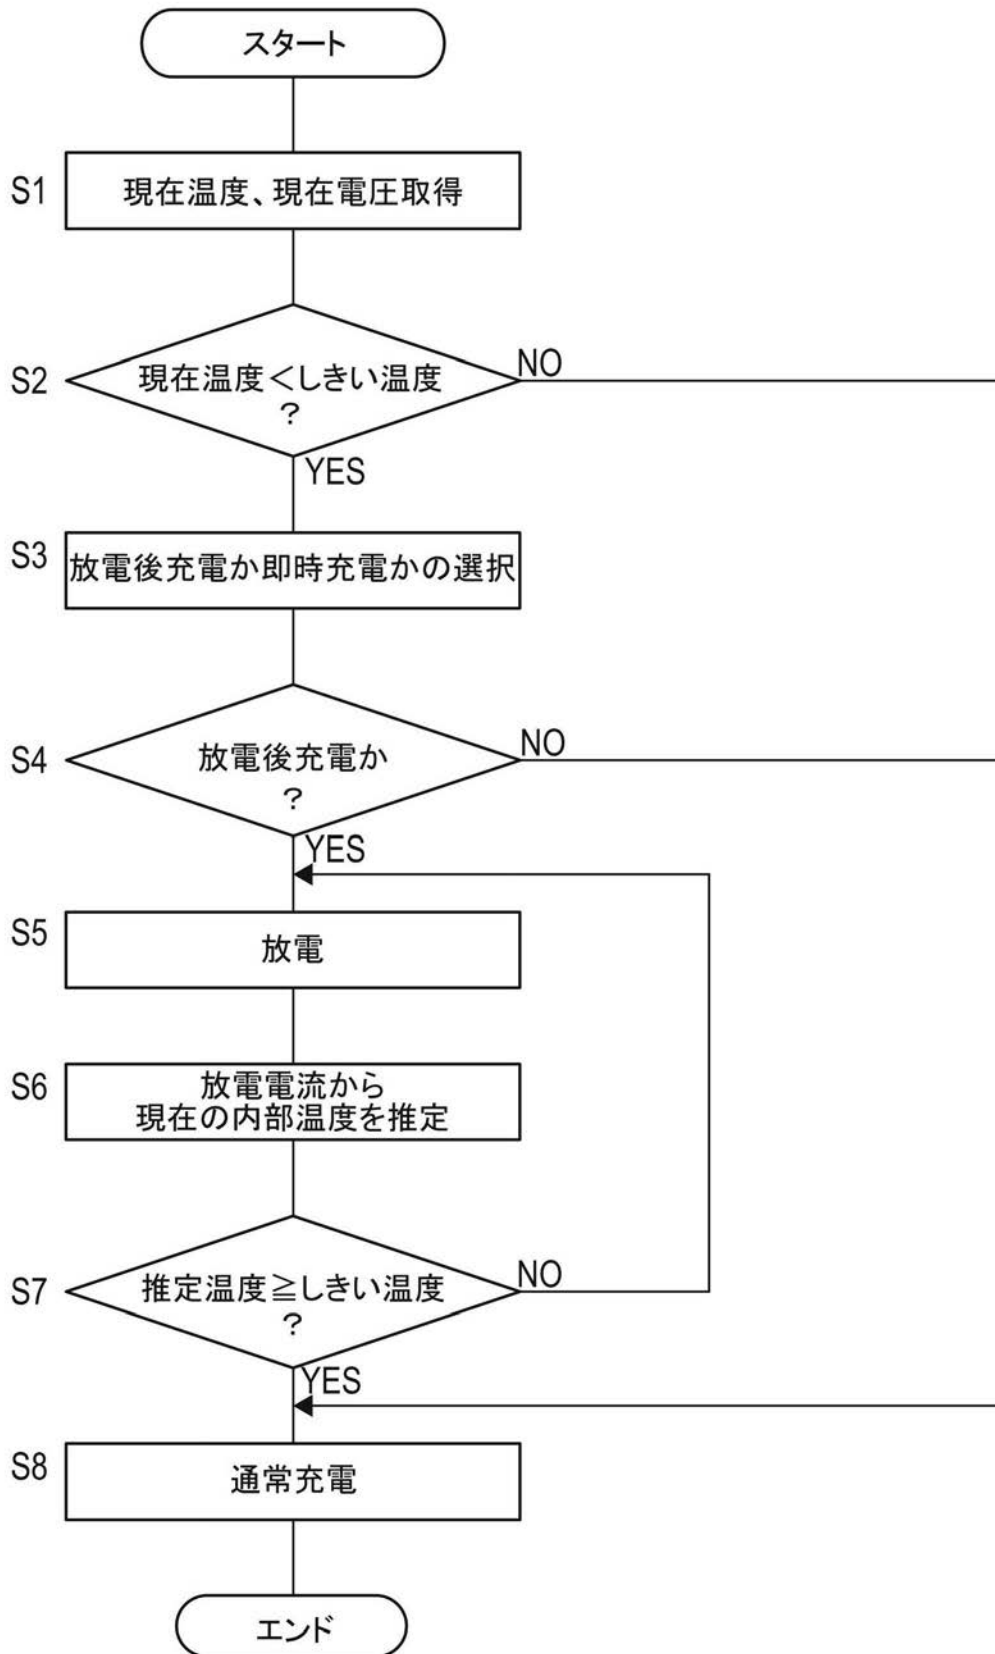 スタート
S1
現在温度、現在電圧取得
S2
現在温度<しきい温度
?
NO
YES
S3
放電後充電か即時充電かの選択
S4
放電後充電か
?
NO
YES
S5
放電
S6
放電電流から
現在の内部温度を推定
S7
推定温度≧しきい温度
?
NO
YES
S8
通常充電
エンド